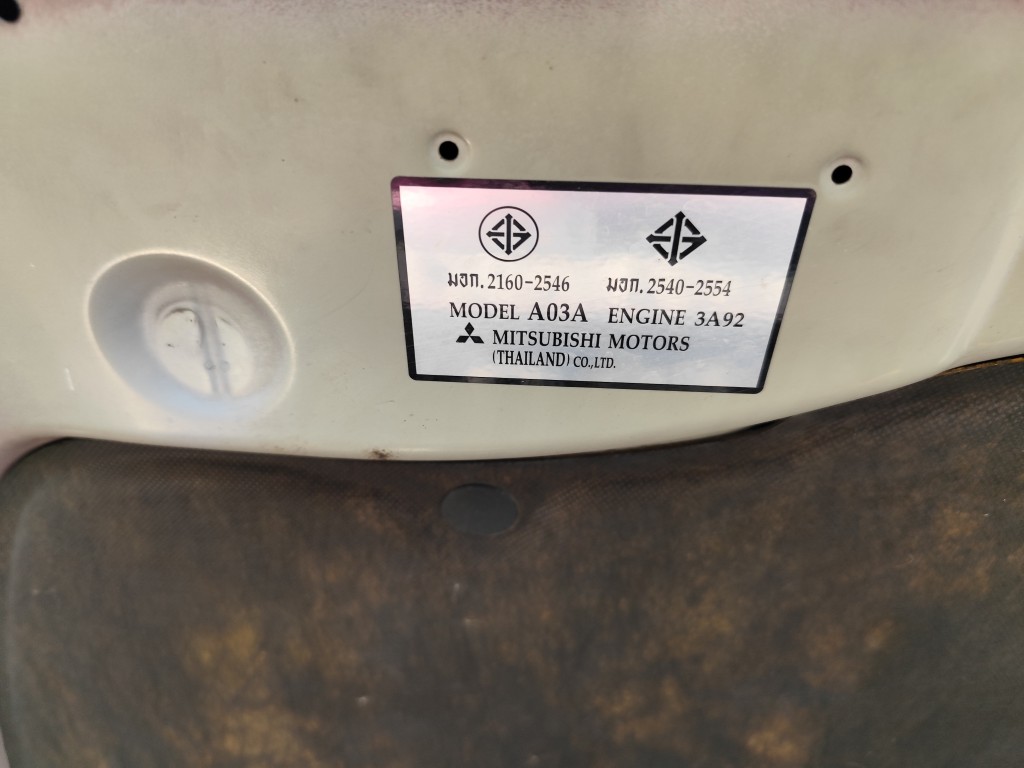 มอก.2160-2546 มอก.2540-2554
MODEL A03A ENGINE 3A92
MITSUBISHI MOTORS
(THAILAND) CO.,LTD.